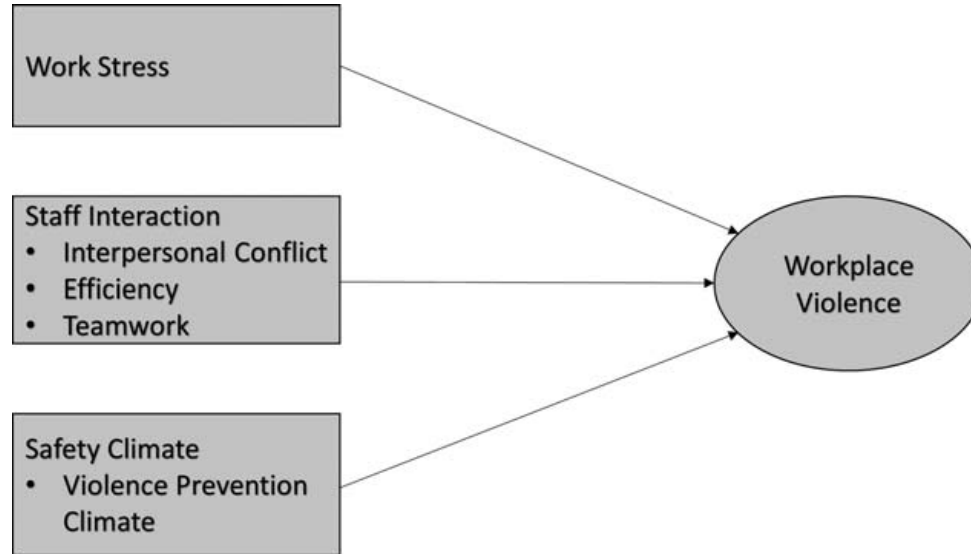 Work Stress
Staff Interaction
• Interpersonal Conflict
• Efficiency
• Teamwork
Safety Climate
• Violence Prevention
Climate
Workplace
Violence